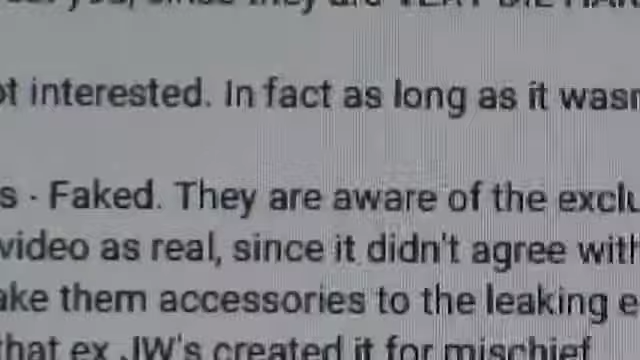 ot interested. In fact as long as it wasn
s - Faked. They are aware of the exclu
video as real, since it didn't agree with
ake them accessories to the leaking e
that ex JW's created it for mischief